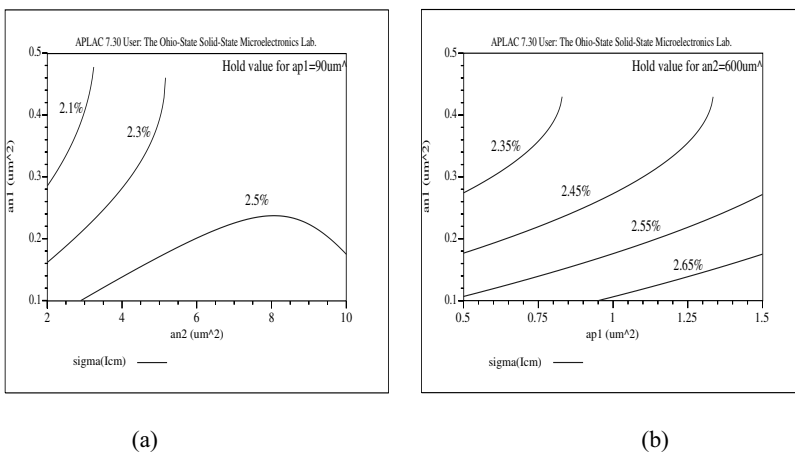 APLAC 7.30 User: The Ohio-State Solid-State Microelectronics Lab.
Hold value for ap1=90um^
an1 (um^2)
0.5
0.4
0.3
0.2
0.1
2.1%
2.3%
2.5%
2
4
6
8
10
an2 (um^2)
sigma(Icm)
(a)
APLAC 7.30 User: The Ohio-State Solid-State Microelectronics Lab.
Hold value for an2=600um^
an1 (um^2)
0.5
0.4
0.3
0.2
0.1
2.35%
2.45%
2.55%
2.65%
0.5
0.75
1
1.25
1.5
ap1 (um^2)
sigma(Icm)
(b)